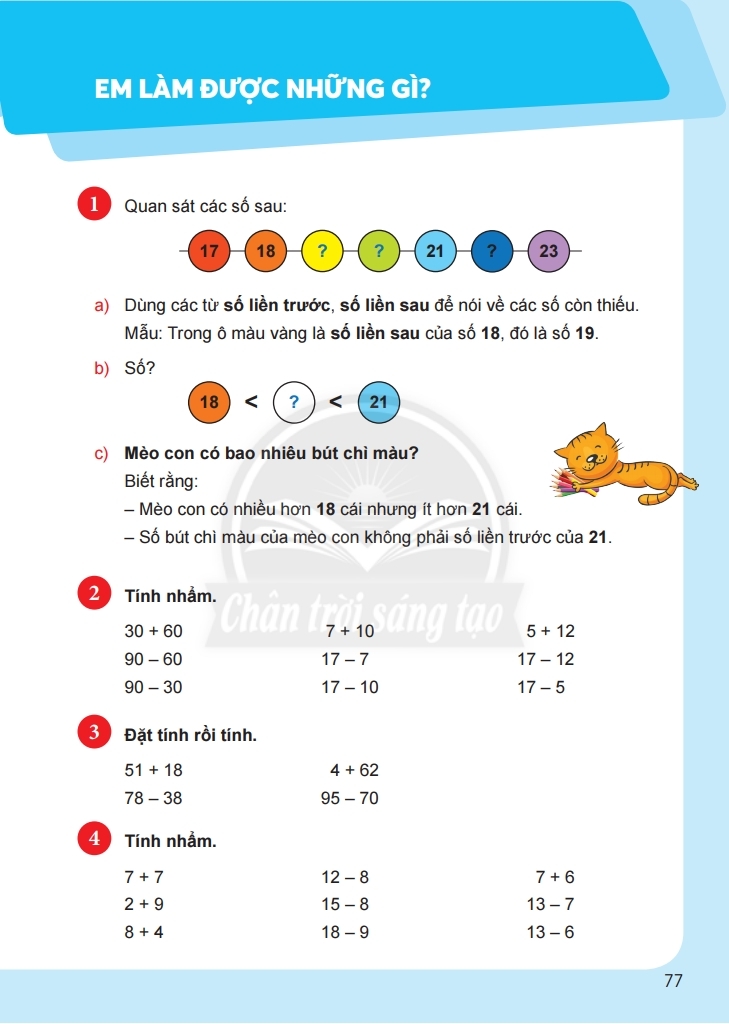 EM LÀM ĐƯỢC NHỮNG GÌ?
1 Quan sát các số sau:
17 18 ? ? 21 ? 23
a) Dùng các từ số liền trước, số liền sau để nói về các số còn thiếu.
Mẫu: Trong ô màu vàng là số liền sau của số 18, đó là số 19.
b) Số?
18 < ? < 21
c) Mèo con có bao nhiêu bút chì màu?
Biết rằng:
– Mèo con có nhiều hơn 18 cái nhưng ít hơn 21 cái.
– Số bút chì màu của mèo con không phải số liền trước của 21.
Chân trời sáng tạo
2 Tính nhẩm.
30 + 60 7 + 10 5 + 12
90 – 60 17 – 7 17 – 12
90 – 30 17 – 10 17 – 5
3 Đặt tính rồi tính.
51 + 18 4 + 62
78 – 38 95 – 70
4 Tính nhẩm.
7 + 7 12 – 8 7 + 6
2 + 9 15 – 8 13 – 7
8 + 4 18 – 9 13 – 6
77